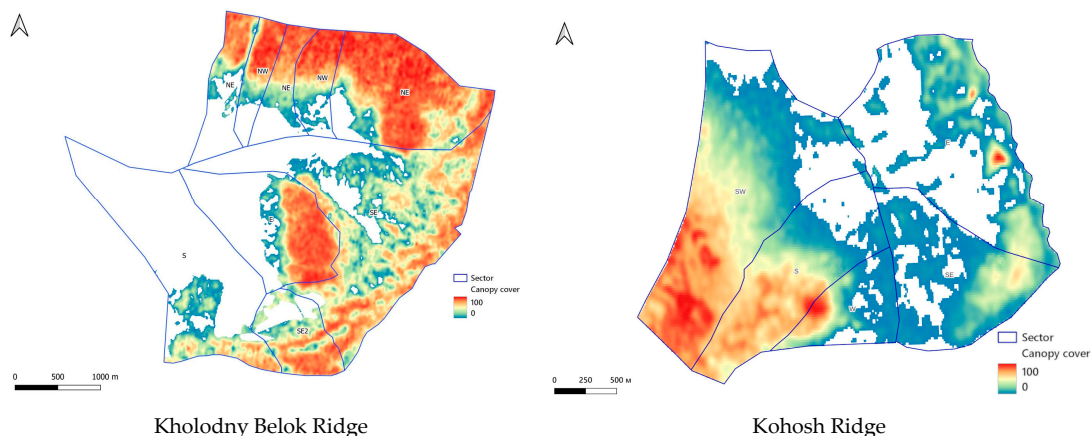 NE
NW
NE
NW
NE
SE
E
S
SE2
Sector
Canopy cover
100
0
0 500 1000 m
Kholodny Belok Ridge
E
SW
S
SE
W
Sector
Canopy cover
100
0
0 250 500 м
Kohosh Ridge